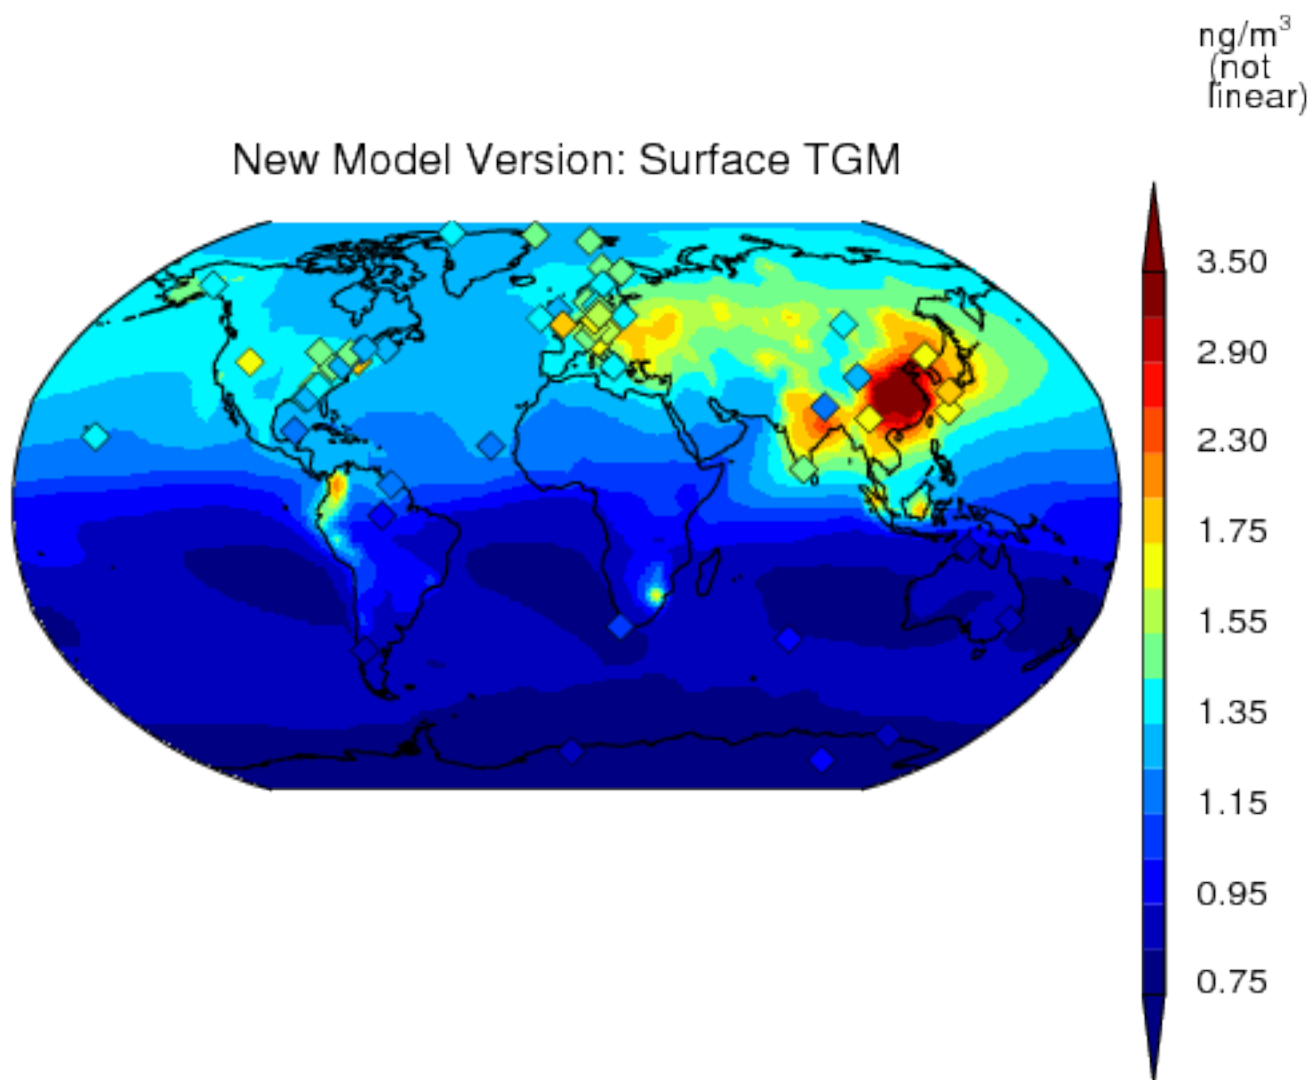 ng/m³
(not
linear)
New Model Version: Surface TGM
3.50
2.90
2.30
1.75
1.55
1.35
1.15
0.95
0.75